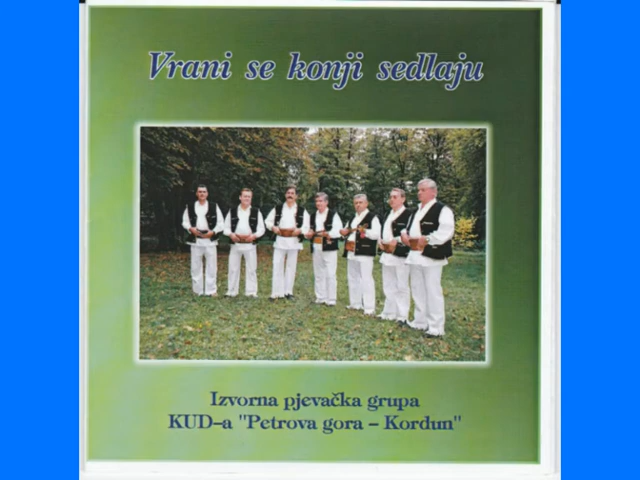 Vrani se konji sedlaju
Izvorna pjevačka grupa
KUD-a "Petrova gora - Kordun"